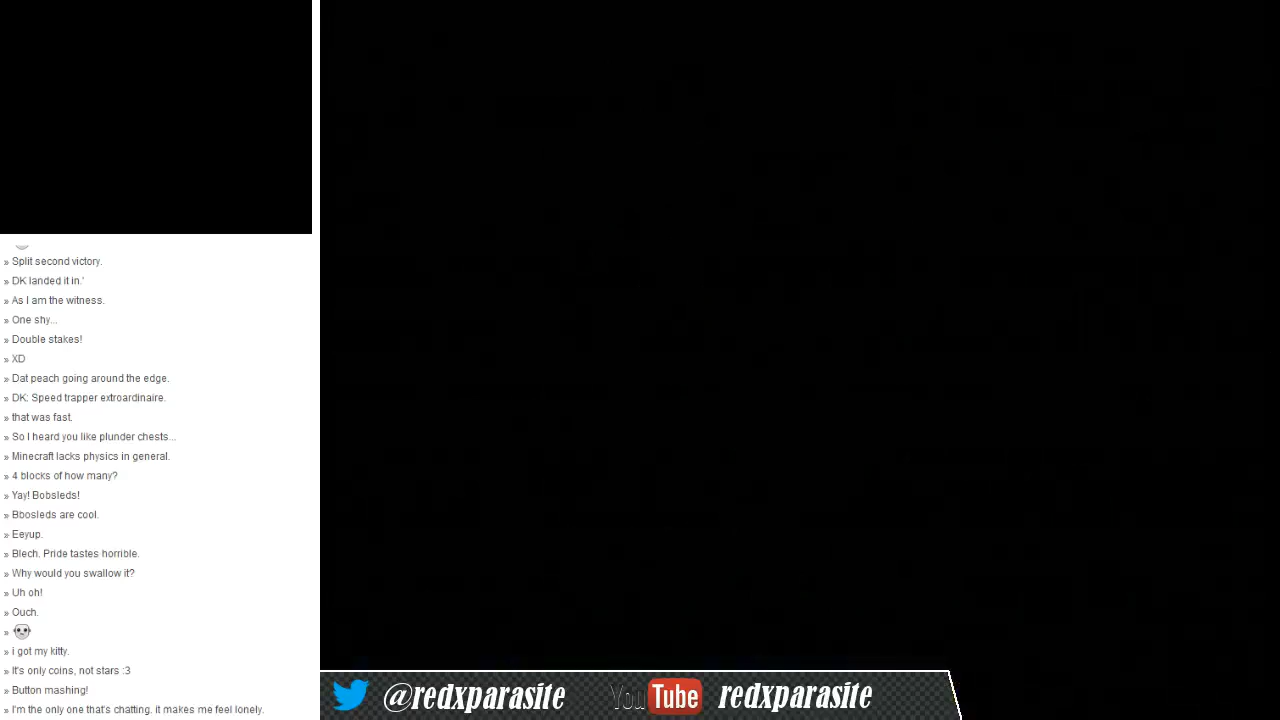 » Split second victory.
» DK landed it in.'
» As I am the witness.
» One shy...
» Double stakes!
» XD
» Dat peach going around the edge.
» DK: Speed trapper extroardinaire.
» that was fast.
» So I heard you like plunder chests...
» Minecraft lacks physics in general.
» 4 blocks of how many?
» Yay! Bobsleds!
» Bbosleds are cool.
» Eeyup.
» Blech. Pride tastes horrible.
» Why would you swallow it?
» Uh oh!
» Ouch.
»
» i got my kitty.
» It's only coins, not stars :3
» Button mashing!
» I'm the only one that's chatting. it makes me feel lonely.
@redxparasite YouTube redxparasite